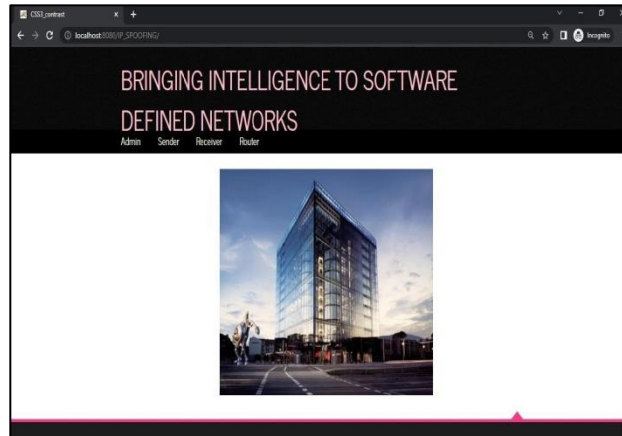 CSS3_contrast
localhost:8080/IP_SPOOFING/
Incognito
BRINGING INTELLIGENCE TO SOFTWARE
DEFINED NETWORKS
Admin Sender Receiver Router